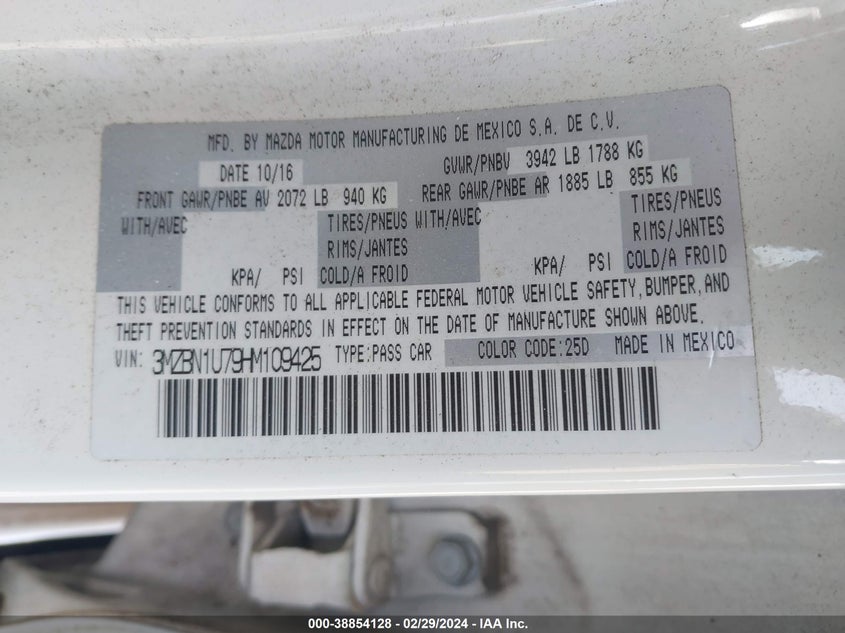 MFD. BY MAZDA MOTOR MANUFACTURING DE MEXICO S.A. DE C.V.
DATE 10/16 GVWR/PNBV 3942 LB 1788 KG
FRONT GAWR/PNBE AV 2072 LB 940 KG REAR GAWR/PNBE AR 1885 LB 855 KG
WITH/AVEC TIRES/PNEUS WITH/AVEC TIRES/PNEUS
RIMS/JANTES RIMS/JANTES
KPA/ PSI COLD/A FROID KPA/ PSI COLD/A FROID
THIS VEHICLE CONFORMS TO ALL APPLICABLE FEDERAL MOTOR VEHICLE SAFETY, BUMPER, AND
THEFT PREVENTION STANDARDS IN EFFECT ON THE DATE OF MANUFACTURE SHOWN ABOVE.
VIN: 3MZBN1U79HM109425 TYPE:PASS CAR COLOR CODE:25D MADE IN MEXICO
000-38854128 - 02/29/2024 - IAA Inc.